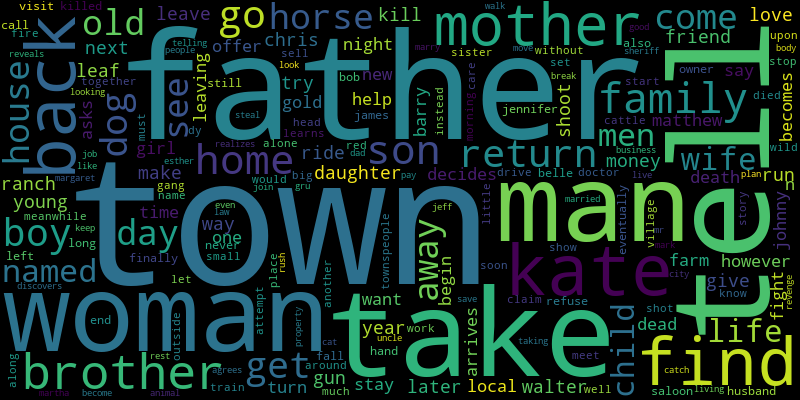 father
town
tell
take
man
woman
kate
find
mother
back
family
home
son
return
brother
boy
day
get
go
horse
come
old
house
dog
see
wife
men
away
life
child
named
ranch
young
leaf
next
leave
offer
chris
night
kill
friend
love
visit
killed
call
fire
reveals
together
looking
asks
girl
make
time
leaving
still
try
gold
help
new
bob
james
head
learns
alone
red
dad
ride
daughter
barry
instead
sister
without
also
sheriff
good
walk
marry
move
set
break
start
jennifer
shoot
morning
care
cattle
matthew
money
business
owner
say
upon
body
stop
becomes
died
wild
death
plan
run
johnny
story
mr
mark
city
village
eventually
married
live
doctor
belle
drive
little
decides
pay
big
gru
would
join
gang
name
esther
like
job
margaret
dy
must
telling
people
sell
look
steal
realizes
meanwhile
keep
long
left
finally
discovers
let
way
one
never
small
even
law
place
rush
another
townspeople
jeff
begin
soon
show
claim
refuse
save
want
farm
however
give
know
fight
revenge
shot
dead
meet
taking
arrives
work
year
uncle
hand
cat
fall
around
property
attempt
outside
end
along
rest
agrees
train
turn
gun
much
stay
later
local
walter
well
saloon
living
husband
catch
martha
become
animal